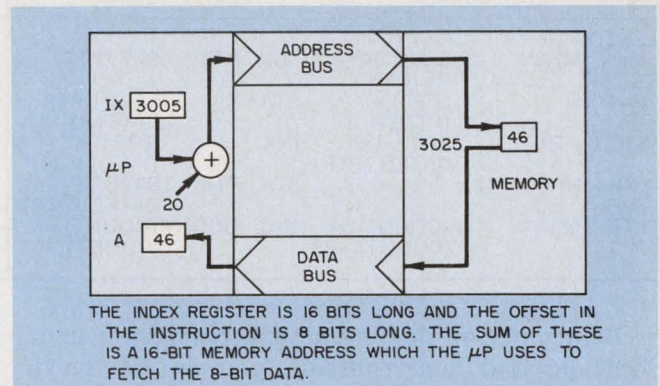 ADDRESS
BUS
IX 3005
+
μP
20
3025
46
MEMORY
A 46
DATA
BUS
THE INDEX REGISTER IS 16 BITS LONG AND THE OFFSET IN
THE INSTRUCTION IS 8 BITS LONG. THE SUM OF THESE
IS A 16-BIT MEMORY ADDRESS WHICH THE μP USES TO
FETCH THE 8-BIT DATA.